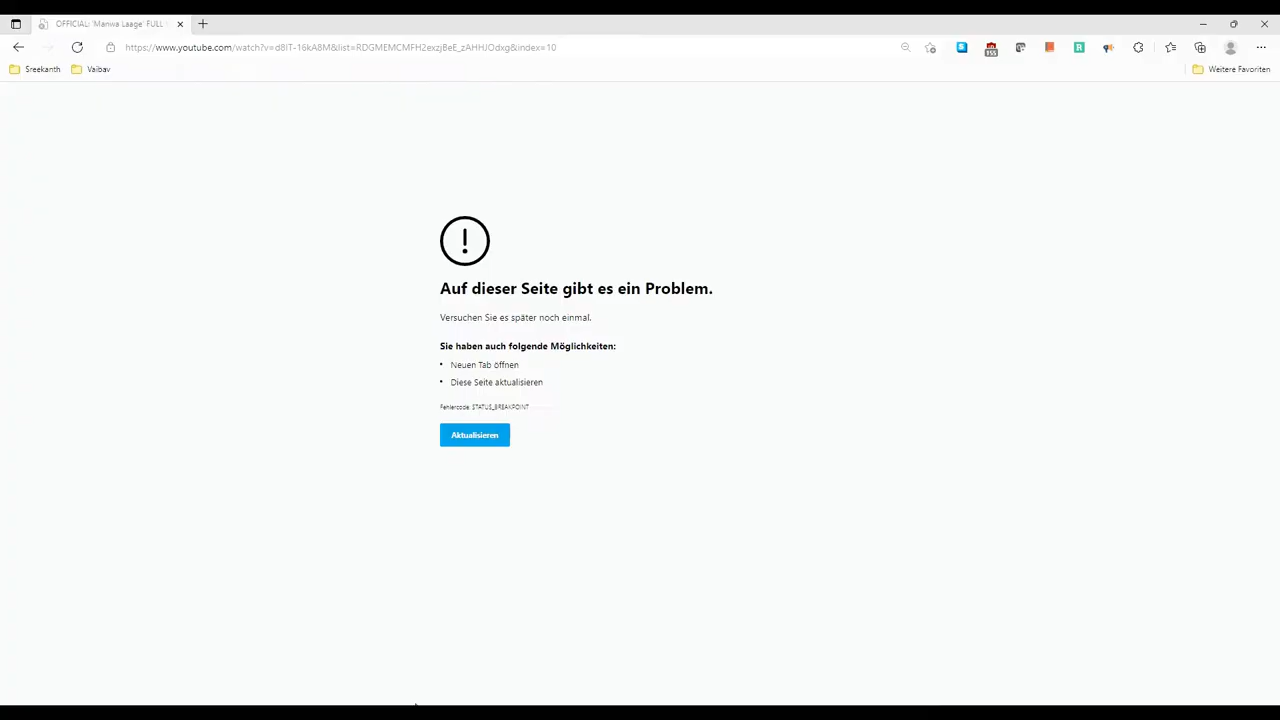 OFFICIAL: 'Manwa Laage' FULL
https://www.youtube.com/watch?v=d8IT-16kA8M&list=RDGMEMCMFH2exzjBeE_zAHHJOdxg&index=10
155
Sreekanth
Vaibav
Weitere Favoriten
Auf dieser Seite gibt es ein Problem.
Versuchen Sie es später noch einmal.
Sie haben auch folgende Möglichkeiten:
• Neuen Tab öffnen
• Diese Seite aktualisieren
Fehlercode: STATUS_BREAKPOINT
Aktualisieren